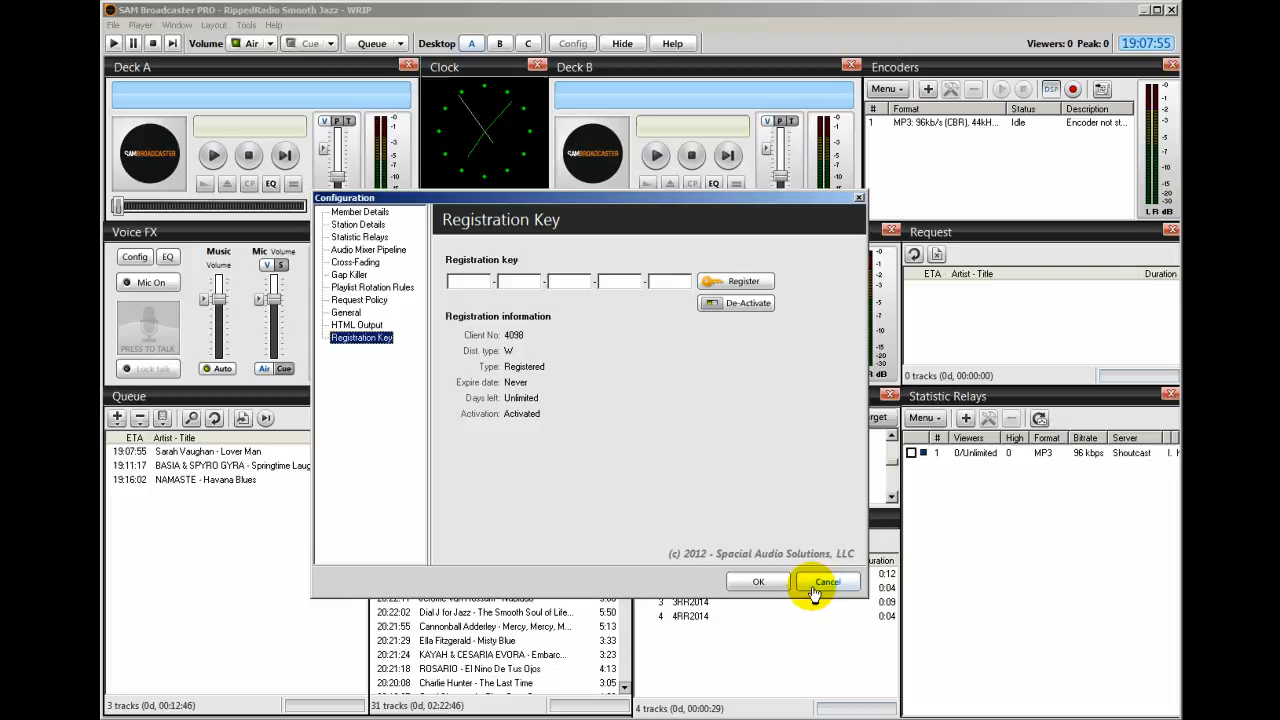 SAM Broadcaster PRO - RippedRadio Smooth Jazz - WRIP
File Player Window Layout Tools Help
Volume Air Cue Queue Desktop A B C Config Hide Help Viewers: 0 Peak: 0 19:07:55
Deck A
Clock
Deck B
Encoders
Menu DSP
# Format Status Description
1 MP3: 96kb/s (CBR), 44kH... Idle Encoder not st...
SAMBROADCASTER
V P T
CP EQ
SAMBROADCASTER
V P T
CP EQ
L R dB
Voice FX
Config EQ
Music
Volume
Mic Volume
V S
Mic On
PRESS TO TALK
Lock talk
Auto
Air Cue
Configuration
Member Details
Station Details
Statistic Relays
Audio Mixer Pipeline
Cross-Fading
Gap Killer
Playlist Rotation Rules
Request Policy
General
HTML Output
Registration Key
Registration Key
Registration key
- - - -
Register
De-Activate
Registration information
Client No: 4098
Dist. type: W
Type: Registered
Expire date: Never
Days left: Unlimited
Activation: Activated
(c) 2012 - Spacial Audio Solutions, LLC
OK Cancel
Request
ETA Artist - Title Duration
0 tracks (0d, 00:00:00)
Queue
ETA Artist - Title
19:07:55 Sarah Vaughan - Lover Man
19:11:17 BASIA & SPYRO GYRA - Springtime Laug
19:16:02 NAMASTE - Havana Blues
3 tracks (0d, 00:12:46)
20:22:02 Dial J for Jazz - The Smooth Soul of Life... 5:50
20:21:55 Cannonball Adderley - Mercy, Mercy, M... 5:13
20:21:29 Ella Fitzgerald - Misty Blue 3:33
20:21:24 KAYAH & CESARIA EVORA - Embarc... 3:23
20:21:18 ROSARIO - El Nino De Tus Ojos 4:13
20:20:08 Charlie Hunter - The Last Time 3:05
31 tracks (0d, 02:22:46)
uration
0:12
0:04
3 3RR2014 0:09
4 4RR2014 0:04
4 tracks (0d, 00:00:29)
Statistic Relays
Menu
# Viewers High Format Bitrate Server
1 0/Unlimited 0 MP3 96 kbps Shoutcast